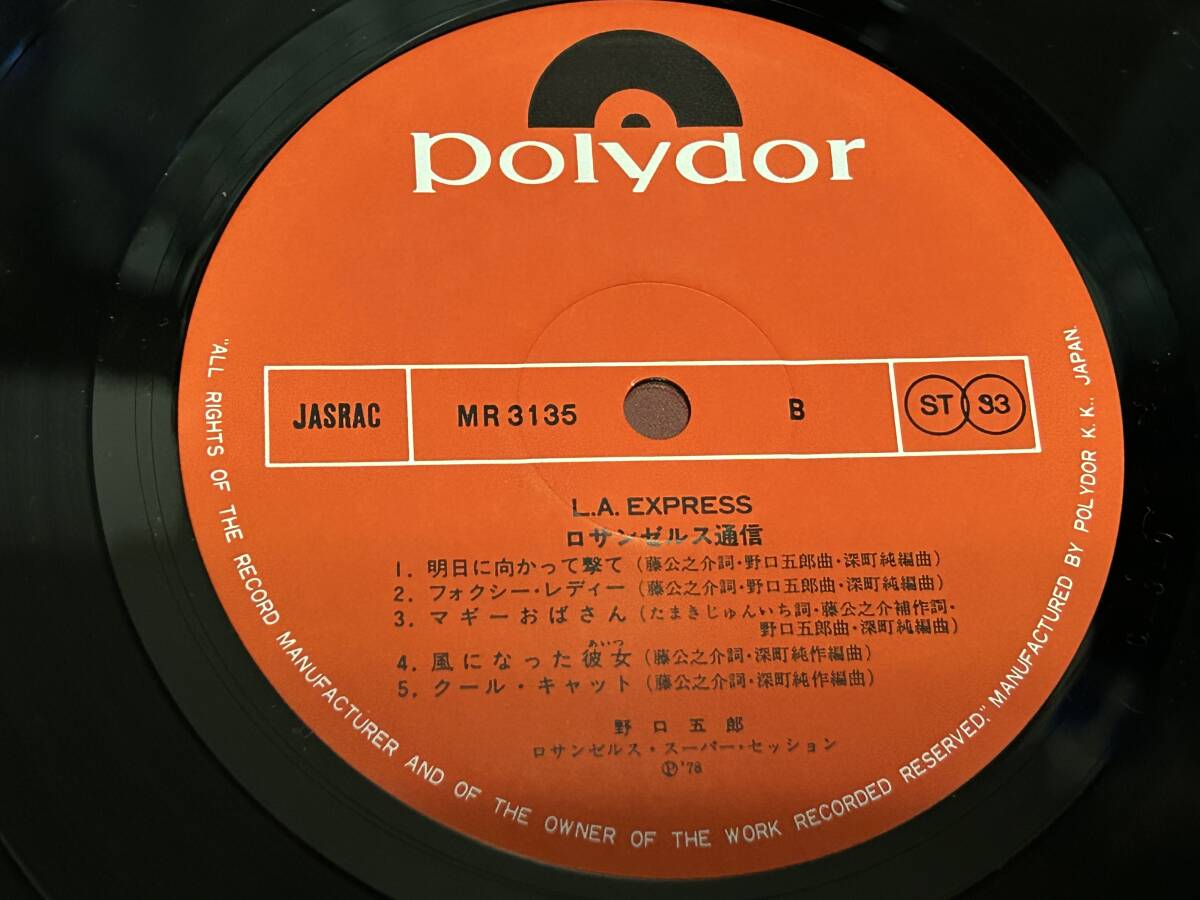 polydor
JASRAC MR 3135 B ST 33
L.A. EXPRESS
ロサンゼルス通信
1. 明日に向かって撃て (藤公之介詞・野口五郎曲・深町純編曲)
2. フォクシー・レディー (藤公之介詞・野口五郎曲・深町純編曲)
3. マギーおばさん (たまきじゅんいち詞・藤公之介補作詞・
野口五郎曲・深町純編曲)
あいつ
4. 風になった彼女 (藤公之介詞・深町純作編曲)
5. クール・キャット (藤公之介詞・深町純作編曲)
野口五郎
ロサンゼルス・スーパー・セッション
Ⓟ'78
"ALL RIGHTS OF THE RECORD MANUFACTURER AND OF THE OWNER OF THE WORK RECORDED RESERVED," MANUFACTURED BY POLYDOR K.K., JAPAN.